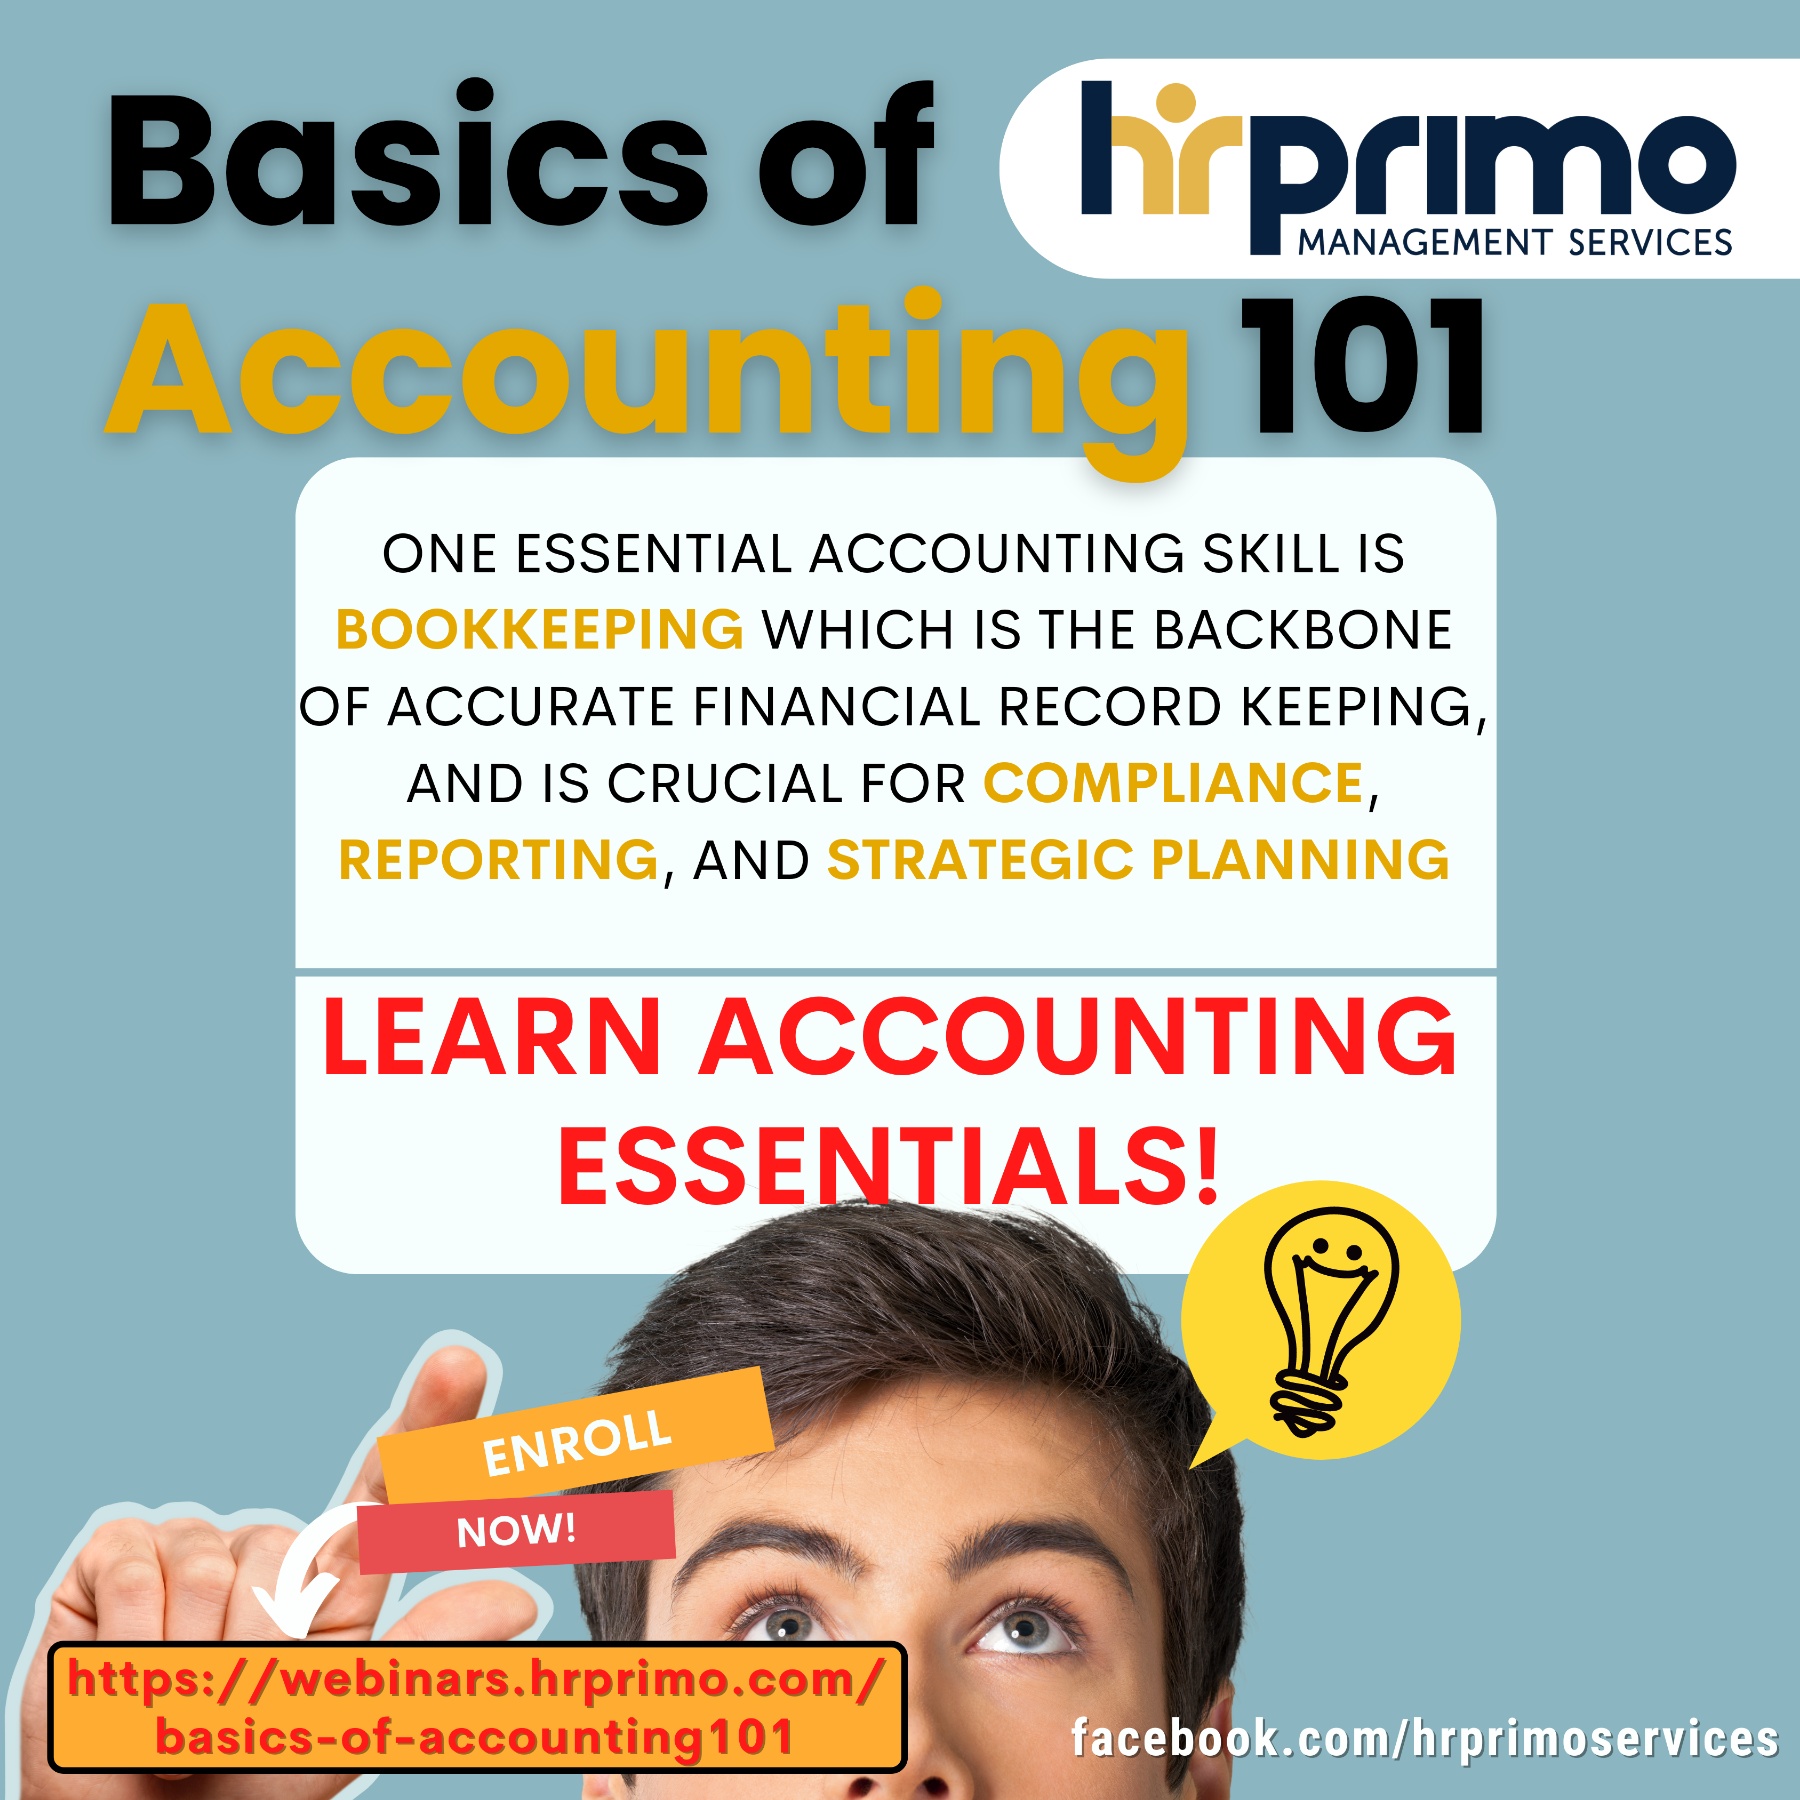 Basics of
hrprimo
MANAGEMENT SERVICES
Accounting 101
ONE ESSENTIAL ACCOUNTING SKILL IS
BOOKKEEPING WHICH IS THE BACKBONE
OF ACCURATE FINANCIAL RECORD KEEPING,
AND IS CRUCIAL FOR COMPLIANCE,
REPORTING, AND STRATEGIC PLANNING
LEARN ACCOUNTING
ESSENTIALS!
ENROLL
NOW!
https://webinars.hrprimo.com/
basics-of-accounting101
facebook.com/hrprimoservices